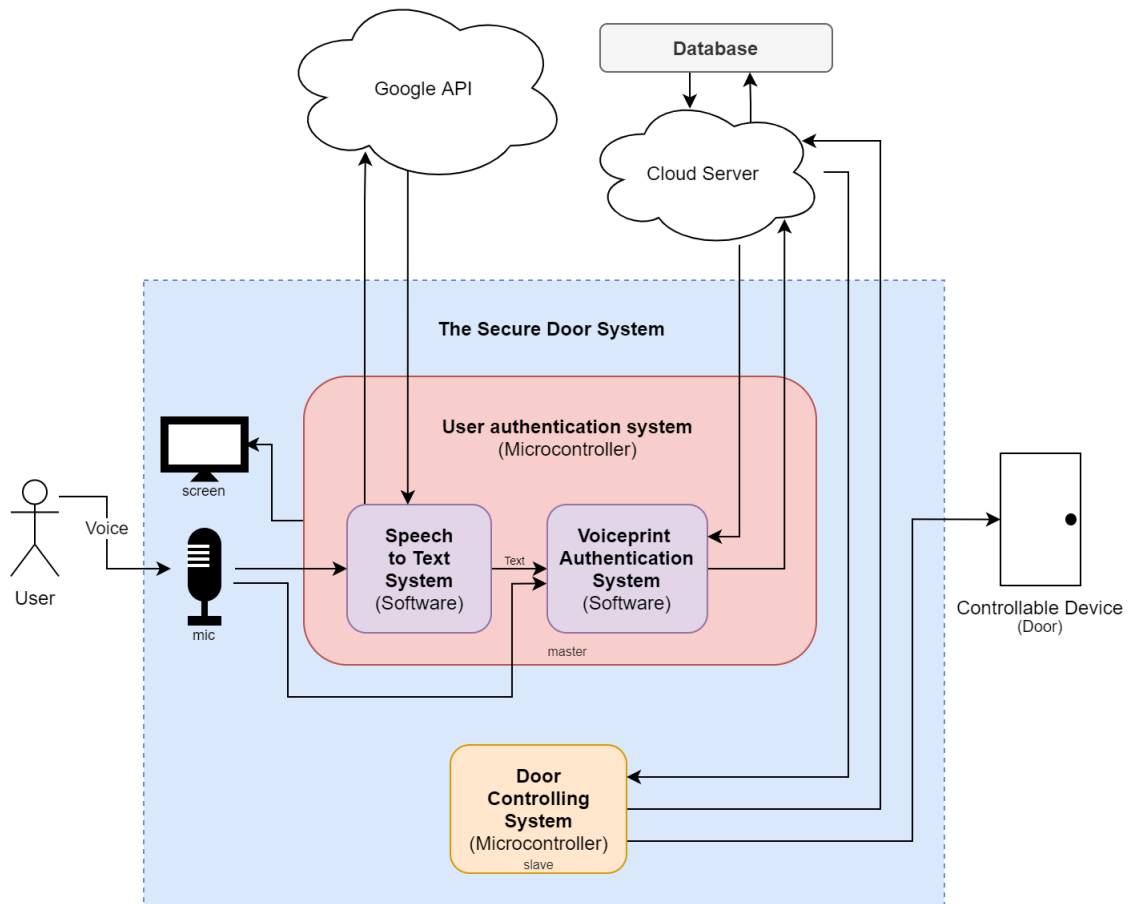 Google API
Database
Cloud Server
The Secure Door System
User authentication system
(Microcontroller)
screen
Voice
User
mic
Speech
to Text
System
(Software)
Text
Voiceprint
Authentication
System
(Software)
master
Controllable Device
(Door)
Door
Controlling
System
(Microcontroller)
slave